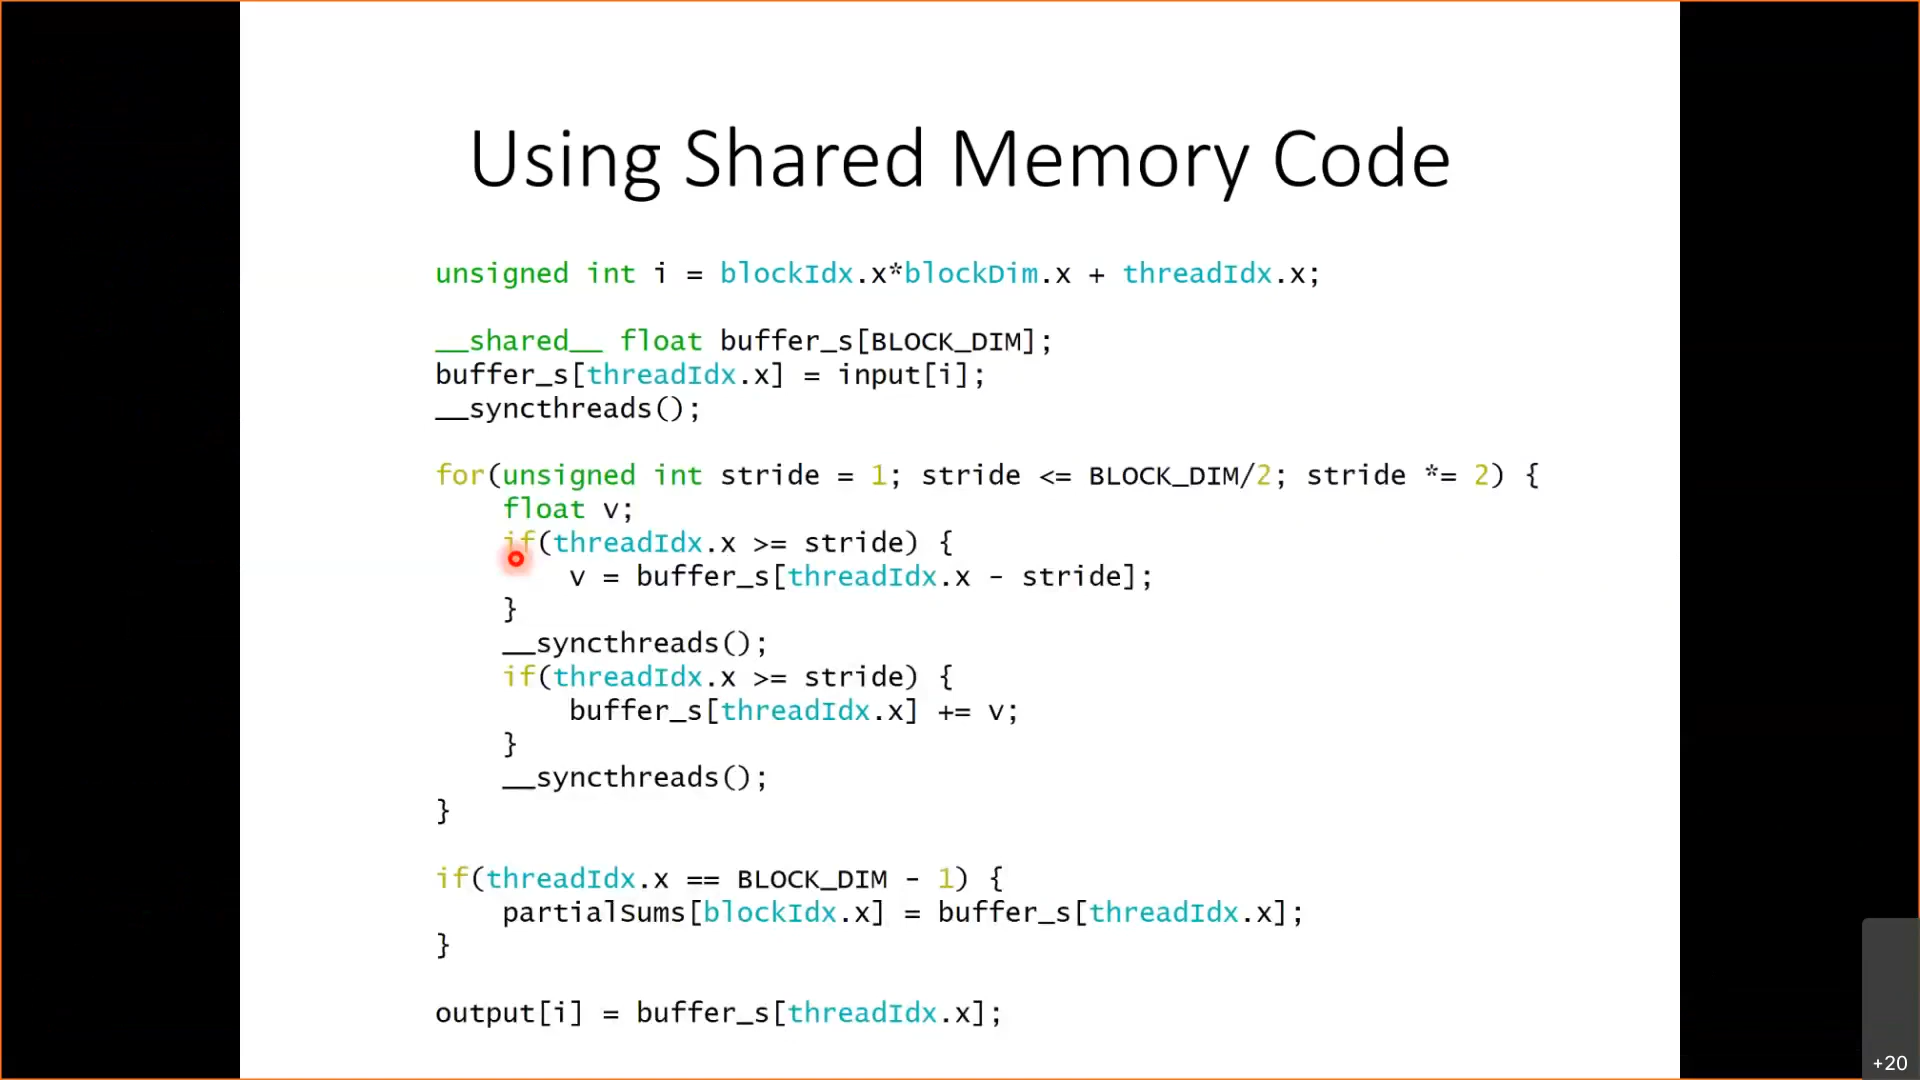 Using Shared Memory Code
unsigned int i = blockIdx.x*blockDim.x + threadIdx.x;
__shared__ float buffer_s[BLOCK_DIM];
buffer_s[threadIdx.x] = input[i];
__syncthreads();
for(unsigned int stride = 1; stride <= BLOCK_DIM/2; stride *= 2) {
float v;
if(threadIdx.x >= stride) {
v = buffer_s[threadIdx.x - stride];
}
__syncthreads();
if(threadIdx.x >= stride) {
buffer_s[threadIdx.x] += v;
}
__syncthreads();
}
if(threadIdx.x == BLOCK_DIM - 1) {
partialSums[blockIdx.x] = buffer_s[threadIdx.x];
}
output[i] = buffer_s[threadIdx.x];
+20